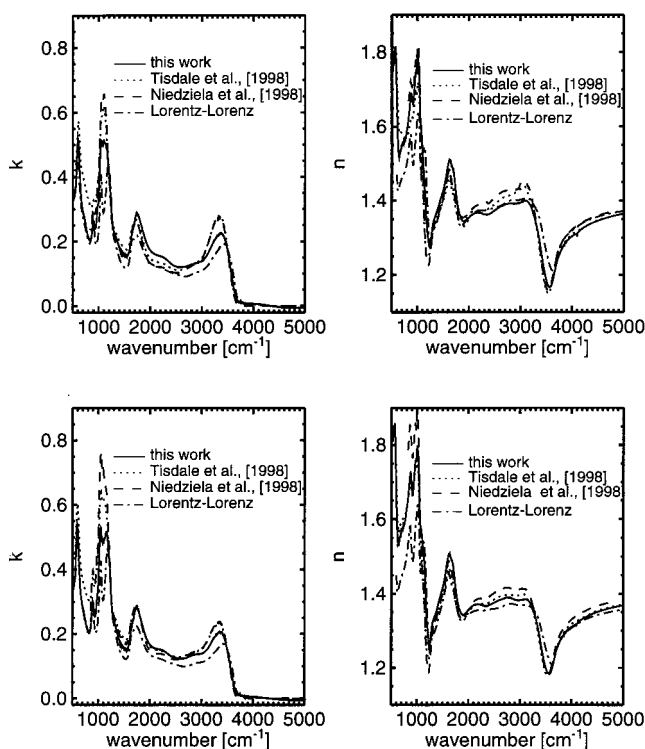 0.8
0.6
0.4
0.2
0.0
k
this work
Tisdale et al., [1998]
Niedziela et al., [1998]
Lorentz-Lorenz
1000 2000 3000 4000 5000
wavenumber [cm⁻¹]
1.8
1.6
1.4
1.2
n
this work
Tisdale et al., [1998]
Niedziela et al., [1998]
Lorentz-Lorenz
1000 2000 3000 4000 5000
wavenumber [cm⁻¹]
0.8
0.6
0.4
0.2
0.0
k
this work
Tisdale et al., [1998]
Niedziela et al., [1998]
Lorentz-Lorenz
1000 2000 3000 4000 5000
wavenumber [cm⁻¹]
1.8
1.6
1.4
1.2
n
this work
Tisdale et al., [1998]
Niedziela et al., [1998]
Lorentz-Lorenz
1000 2000 3000 4000 5000
wavenumber [cm⁻¹]